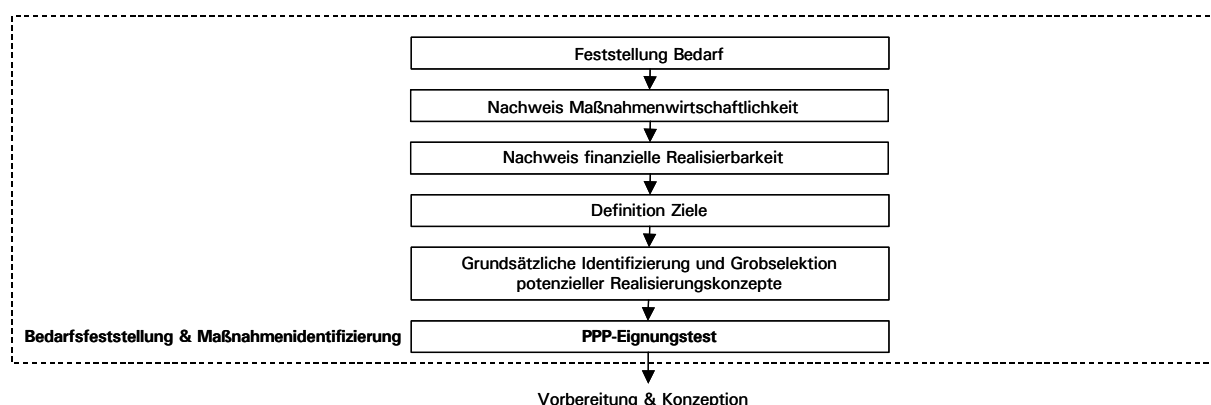 Feststellung Bedarf
Nachweis Maßnahmenwirtschaftlichkeit
Nachweis finanzielle Realisierbarkeit
Definition Ziele
Grundsätzliche Identifizierung und Grobselektion
potenzieller Realisierungskonzepte
Bedarfsfeststellung & Maßnahmenidentifizierung
PPP-Eignungstest
Vorbereitung & Konzeption